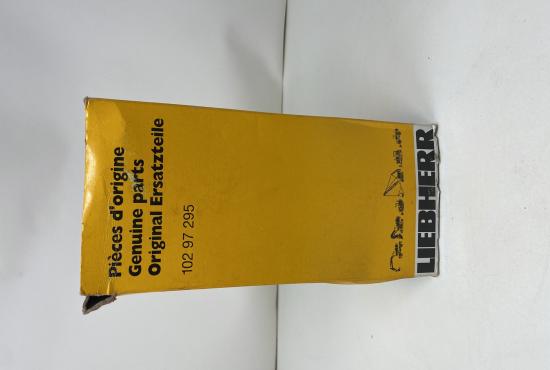 Pièces d'origine
Genuine parts
Original Ersatzteile
102 97 295
LIEBHERR